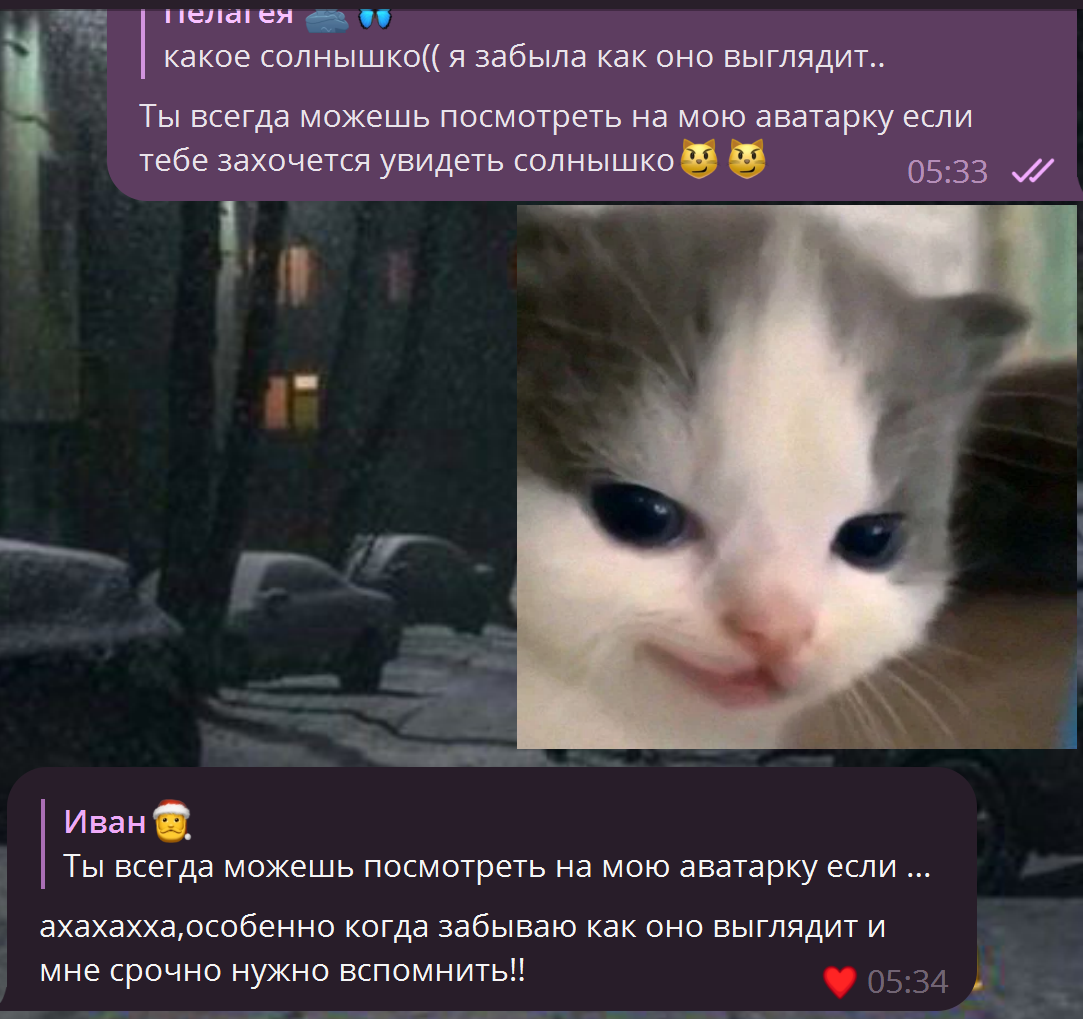 Пелагея
какое солнышко(( я забыла как оно выглядит..
Ты всегда можешь посмотреть на мою аватарку если
тебе захочется увидеть солнышко😼😼
05:33
Иван🎅
Ты всегда можешь посмотреть на мою аватарку если ...
ахахахха,особенно когда забываю как оно выглядит и
мне срочно нужно вспомнить!!
05:34